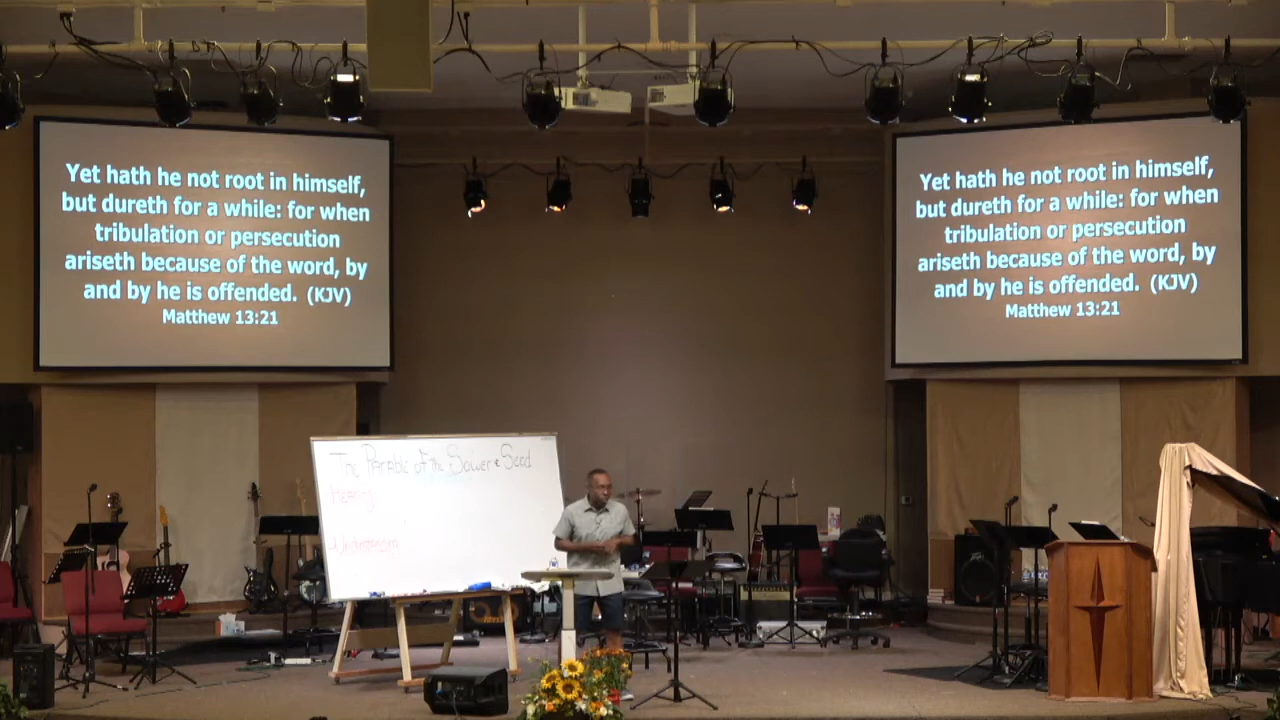 Yet hath he not root in himself,
but dureth for a while: for when
tribulation or persecution
ariseth because of the word, by
and by he is offended. (KJV)
Matthew 13:21
Yet hath he not root in himself,
but dureth for a while: for when
tribulation or persecution
ariseth because of the word, by
and by he is offended. (KJV)
Matthew 13:21
The Parable of the Sower & Seed
Hearing
Understanding
PEAVEY